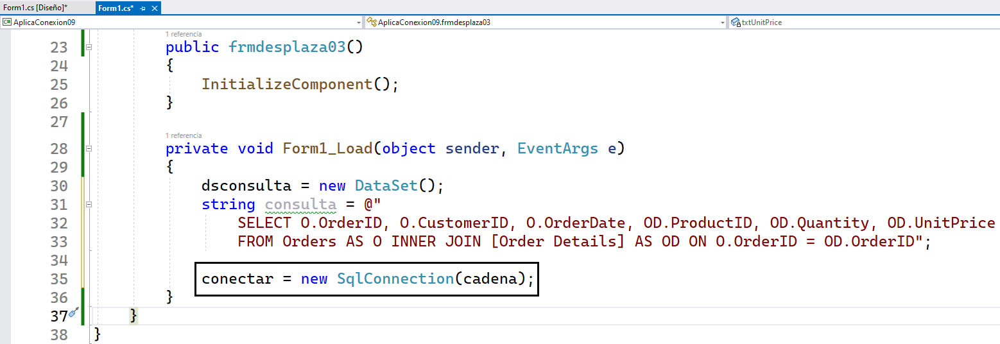 Form1.cs [Diseño]* Form1.cs*
C# AplicaConexion09 AplicaConexion09.frmdesplaza03 txtUnitPrice
1 referencia
23 public frmdesplaza03()
24 {
25 InitializeComponent();
26 }
27
1 referencia
28 private void Form1_Load(object sender, EventArgs e)
29 {
30 dsconsulta = new DataSet();
31 string consulta = @"
32 SELECT O.OrderID, O.CustomerID, O.OrderDate, OD.ProductID, OD.Quantity, OD.UnitPrice
33 FROM Orders AS O INNER JOIN [Order Details] AS OD ON O.OrderID = OD.OrderID";
34
35 conectar = new SqlConnection(cadena);
36 }
37 }
38 }